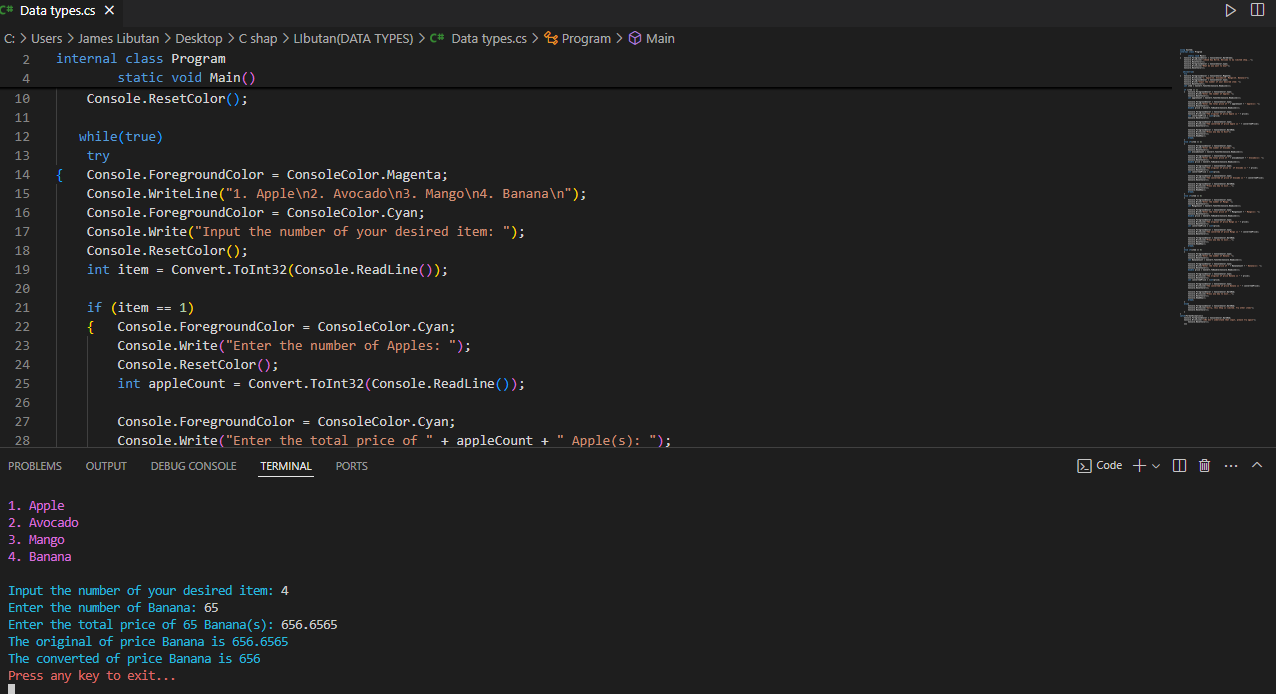 C# Data types.cs
C: > Users > James Libutan > Desktop > C shap > LIbutan(DATA TYPES) > C# Data types.cs > Program > Main
2 internal class Program
4 static void Main()
10 Console.ResetColor();
11
12 while(true)
13 try
14 { Console.ForegroundColor = ConsoleColor.Magenta;
15 Console.WriteLine("1. Apple\n2. Avocado\n3. Mango\n4. Banana\n");
16 Console.ForegroundColor = ConsoleColor.Cyan;
17 Console.Write("Input the number of your desired item: ");
18 Console.ResetColor();
19 int item = Convert.ToInt32(Console.ReadLine());
20
21 if (item == 1)
22 { Console.ForegroundColor = ConsoleColor.Cyan;
23 Console.Write("Enter the number of Apples: ");
24 Console.ResetColor();
25 int appleCount = Convert.ToInt32(Console.ReadLine());
26
27 Console.ForegroundColor = ConsoleColor.Cyan;
28 Console.Write("Enter the total price of " + appleCount + " Apple(s): ");
PROBLEMS OUTPUT DEBUG CONSOLE TERMINAL PORTS Code
1. Apple
2. Avocado
3. Mango
4. Banana
Input the number of your desired item: 4
Enter the number of Banana: 65
Enter the total price of 65 Banana(s): 656.6565
The original of price Banana is 656.6565
The converted of price Banana is 656
Press any key to exit...